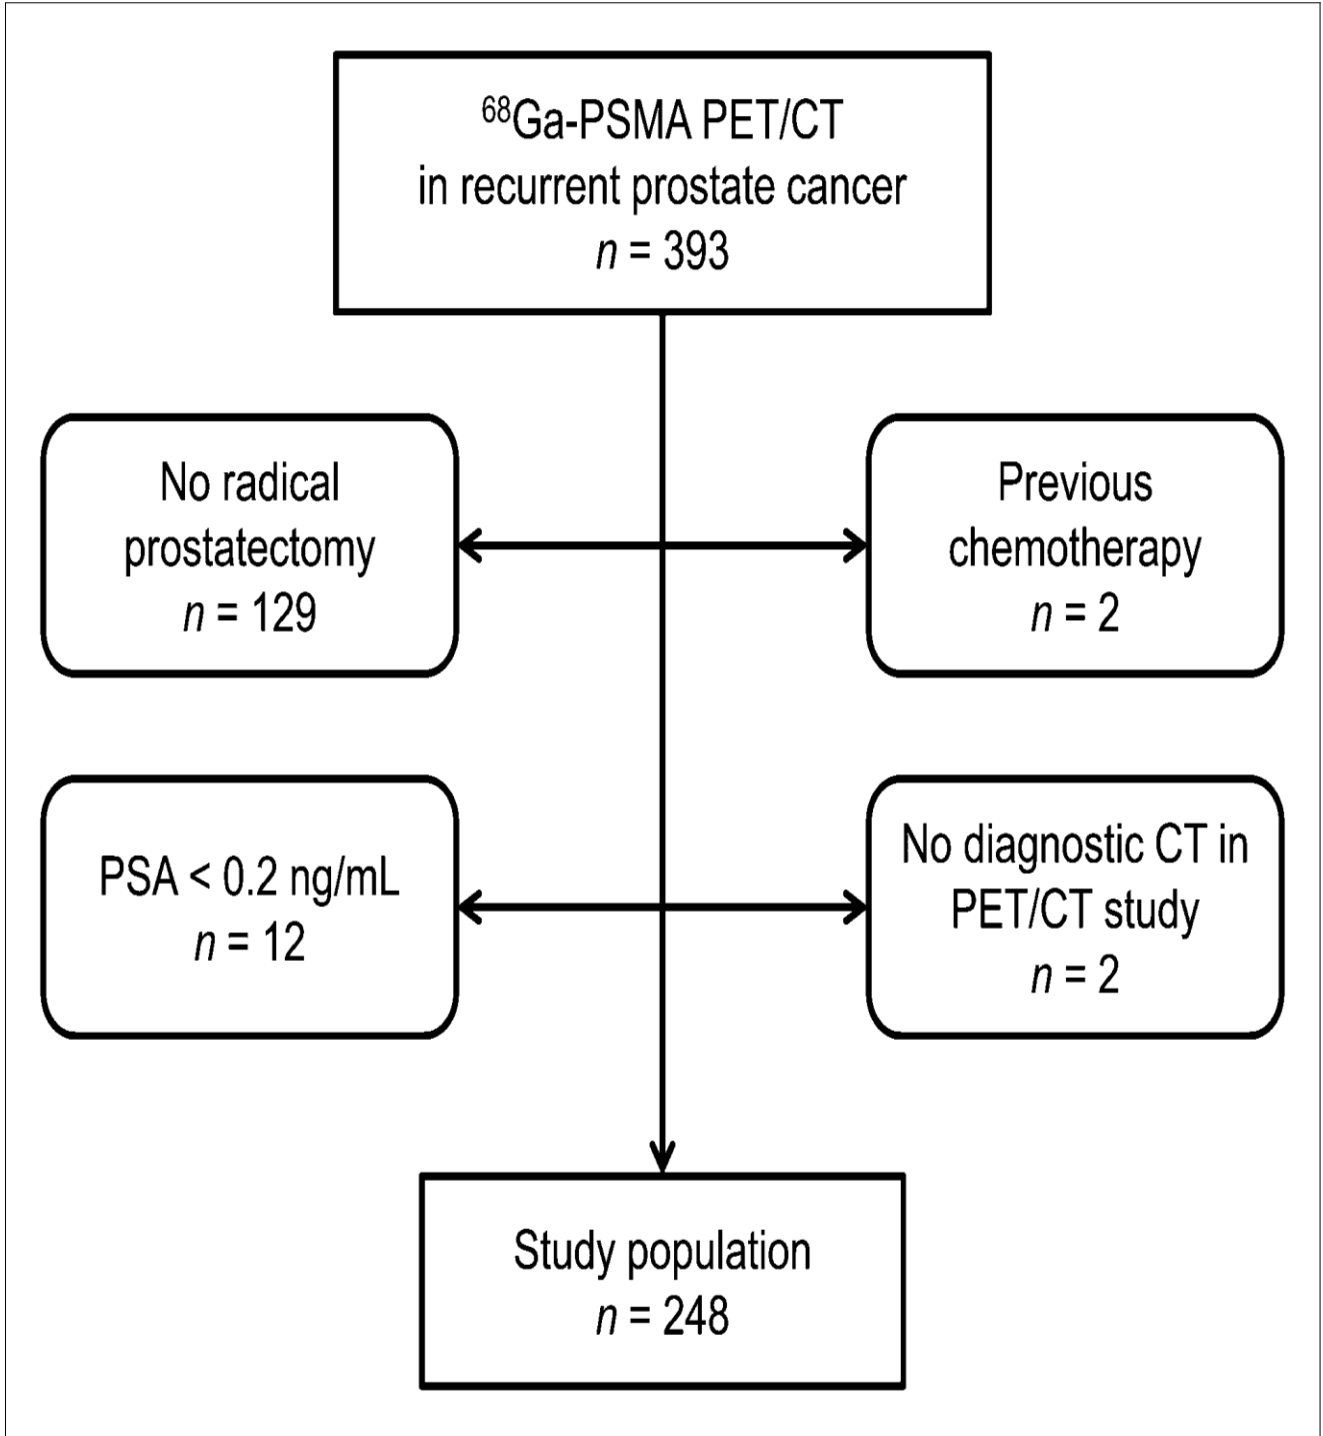 ⁶⁸Ga-PSMA PET/CT
in recurrent prostate cancer
n = 393
No radical
prostatectomy
n = 129
Previous
chemotherapy
n = 2
PSA < 0.2 ng/mL
n = 12
No diagnostic CT in
PET/CT study
n = 2
Study population
n = 248